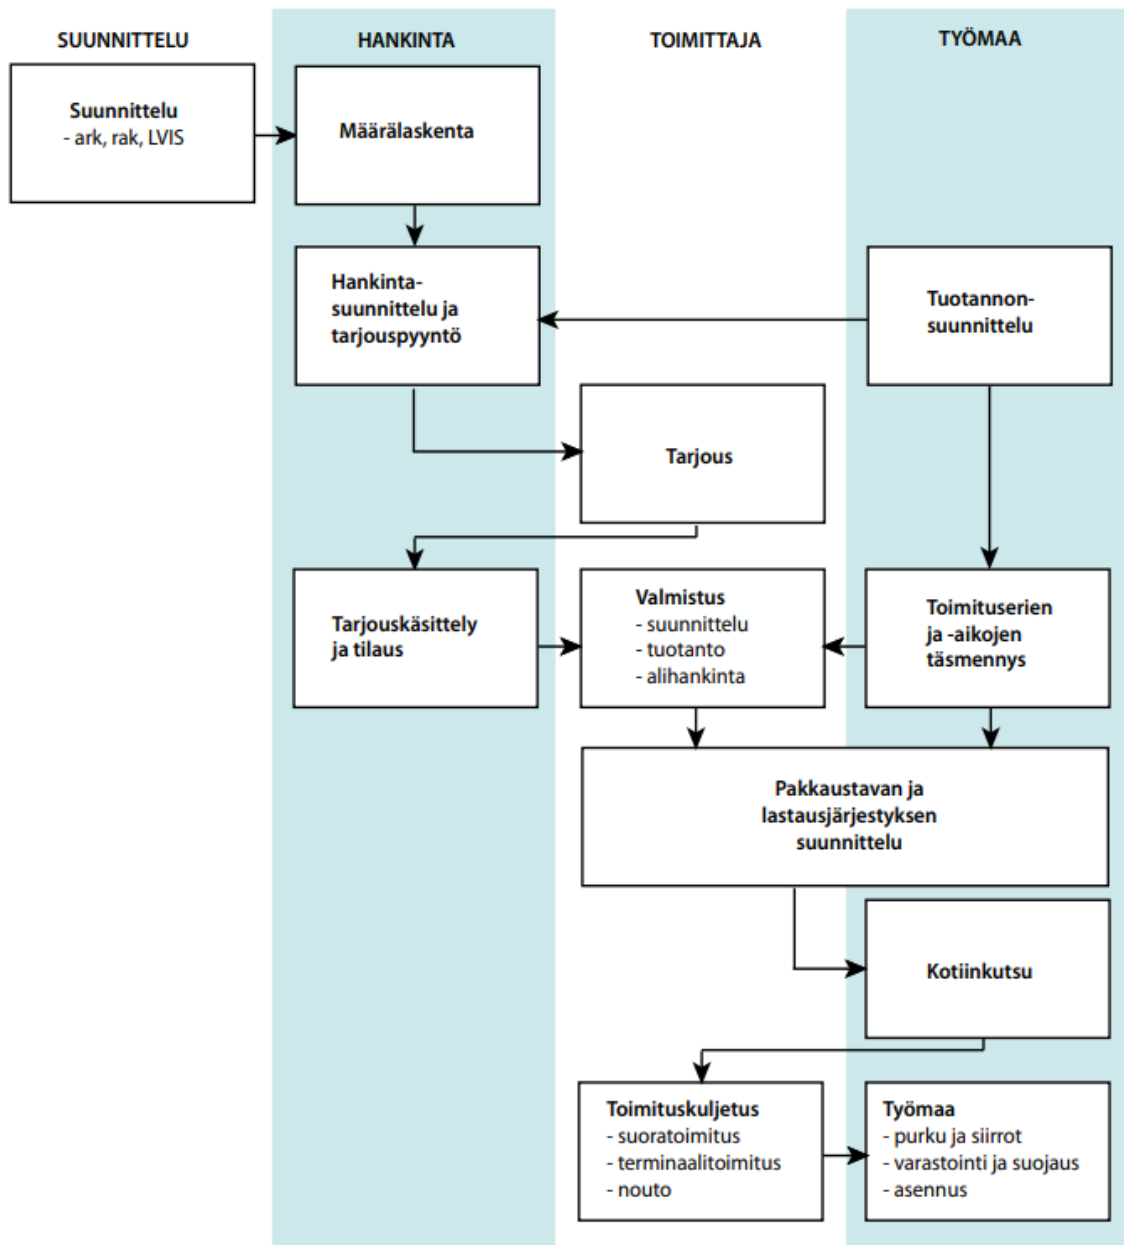 SUUNNITTELU
HANKINTA
TOIMITTAJA
TYÖMAA
Suunnittelu
- ark, rak, LVIS
Määrälaskenta
Hankinta-
suunnittelu ja
tarjouspyyntö
Tuotannon-
suunnittelu
Tarjous
Tarjouskäsittely
ja tilaus
Valmistus
- suunnittelu
- tuotanto
- alihankinta
Toimituserien
ja -aikojen
täsmennys
Pakkaustavan ja
lastausjärjestyksen
suunnittelu
Kotiinkutsu
Toimituskuljetus
- suoratoimitus
- terminaalitoimitus
- nouto
Työmaa
- purku ja siirrot
- varastointi ja suojaus
- asennus